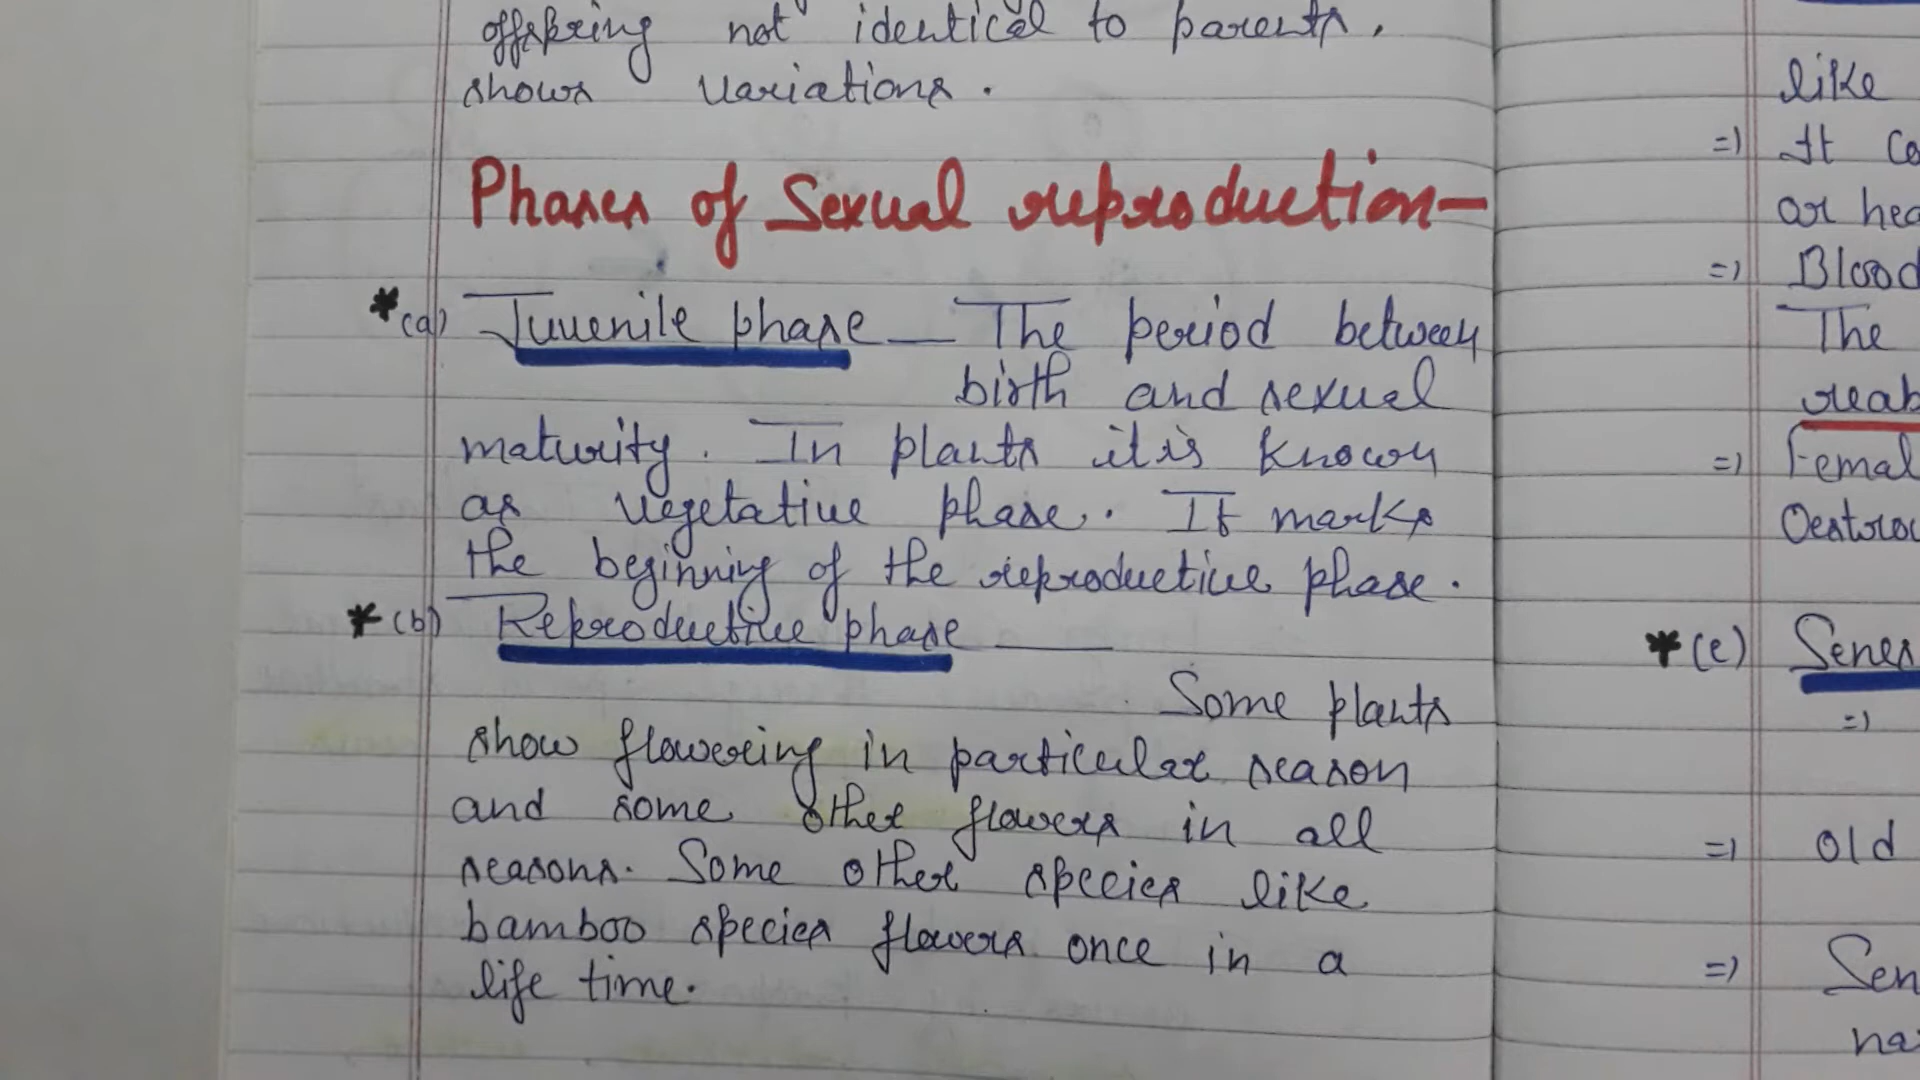 offspring not identical to parents,
shows variations.
Phases of Sexual reproduction-
*(a) Juvenile phase — The period between
birth and sexual
maturity. In plants it is known
as vegetative phase. It marks
the beginning of the reproductive phase.
*(b) Reproductive phase —
Some plants
show flowering in particular season
and some other flowers in all
seasons. Some other species like
bamboo species flowers once in a
life time.
like
=) It
or
=) Blood
The
=)
*(c)
=)
=) old
=)